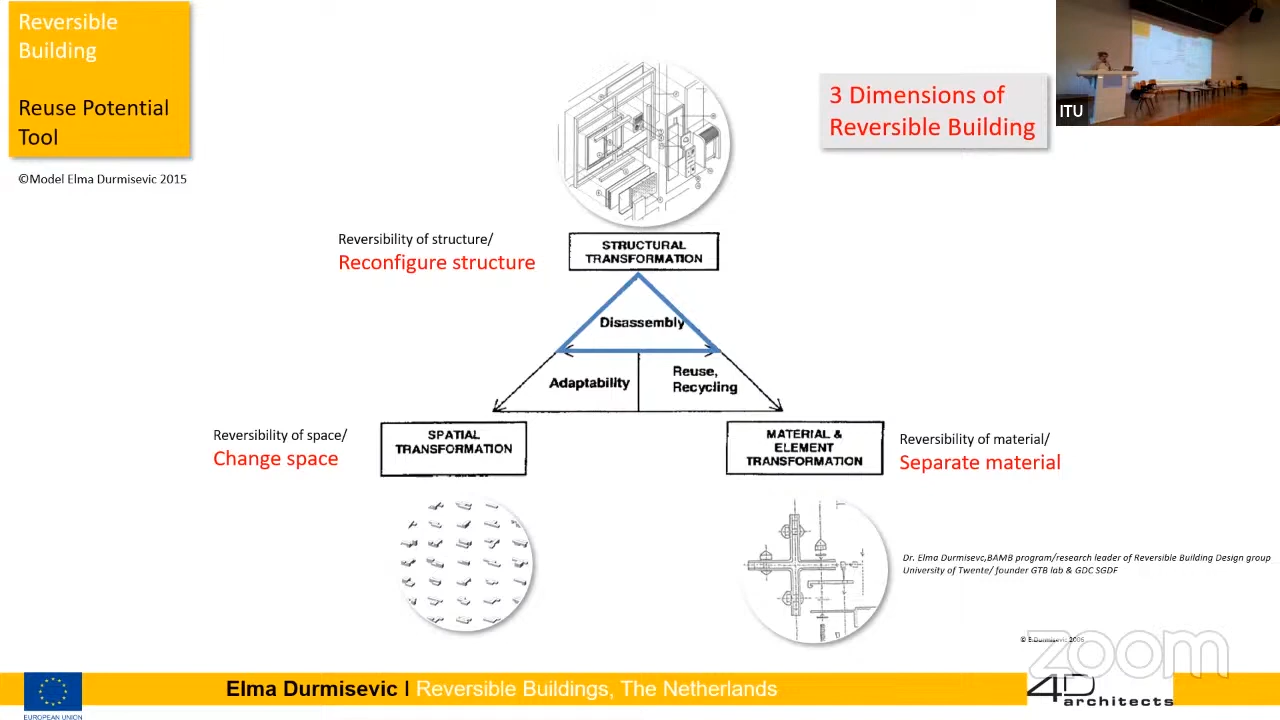 Reversible
Building
Reuse Potential
Tool
©Model Elma Durmisevic 2015
3 Dimensions of
Reversible Building
ITU
Reversibility of structure/
Reconfigure structure
STRUCTURAL
TRANSFORMATION
Disassembly
Adaptability
Reuse,
Recycling
Reversibility of space/
Change space
SPATIAL
TRANSFORMATION
MATERIAL &
ELEMENT
TRANSFORMATION
Reversibility of material/
Separate material
Dr. Elma Durmisevc,BAMB program/research leader of Reversible Building Design group
University of Twente/ founder GTB lab & GDC SGDF
© E.Durmisevic 2006
zoom
Elma Durmisevic I Reversible Buildings, The Netherlands
4D
architects
EUROPEAN UNION